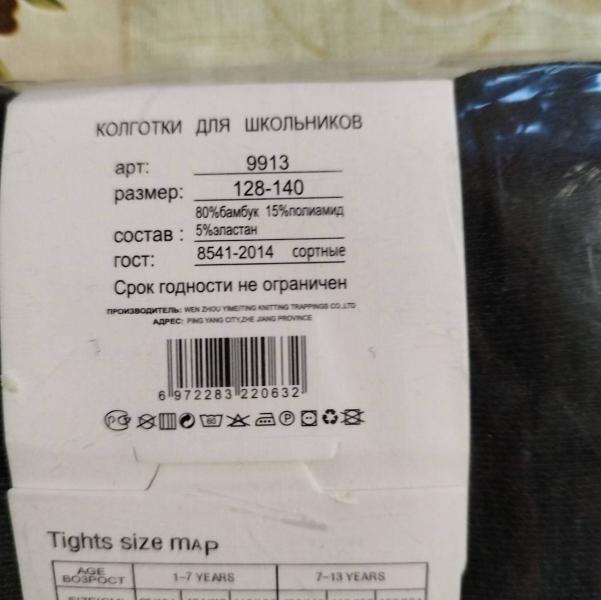 КОЛГОТКИ ДЛЯ ШКОЛЬНИКОВ
арт: 9913
размер: 128-140
80%бамбук 15%полиамид
состав : 5%эластан
гост: 8541-2014 сортные
Срок годности не ограничен
ПРОИЗВОДИТЕЛЬ: WEN ZHOU YIMEITING KNITTING TRAPPINGS CO.,LTD
АДРЕС: PING YANG CITY,ZHE JIANG PROVINCE
6 972283 220632
60 P
Tights size map
AGE 1-7 YEARS 7-13 YEARS
ВОЗРОСТ